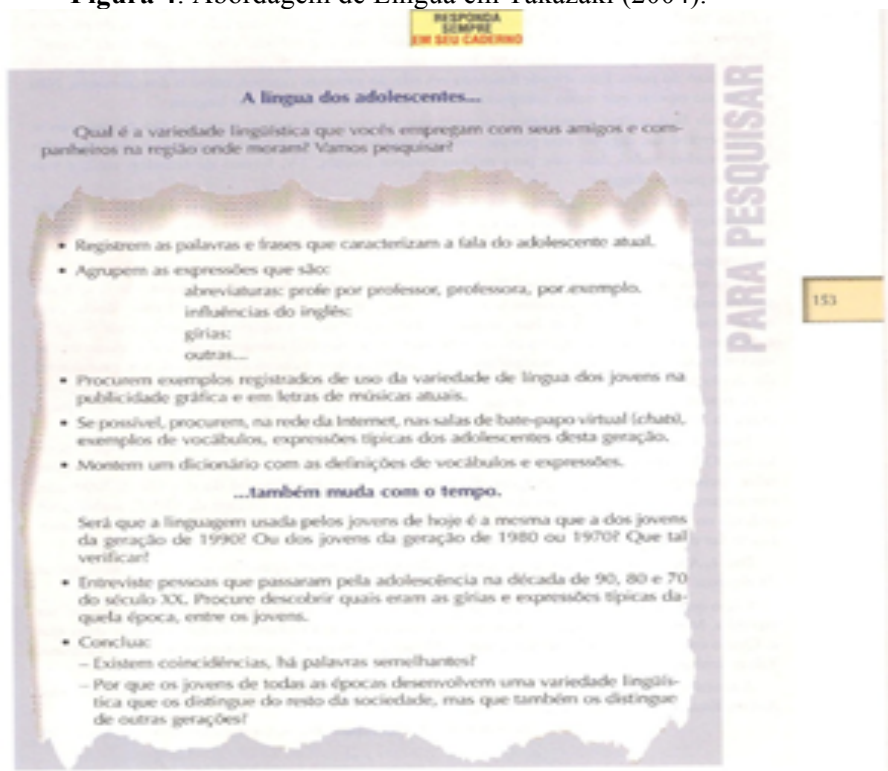 Figura 4: Abordagem de Língua em Takazaki (2004).
RESPONDA
SEMPRE
EM SEU CADERNO
A língua dos adolescentes...
Qual é a variedade lingüística que vocês empregam com seus amigos e com-
panheiros na região onde moram? Vamos pesquisar?
PARA PESQUISAR
• Registrem as palavras e frases que caracterizam a fala do adolescente atual.
• Agrupem as expressões que são:
abreviaturas: profe por professor, professora, por exemplo.
influências do inglês:
gírias:
outras...
153
• Procurem exemplos registrados de uso da variedade de língua dos jovens na
publicidade gráfica e em letras de músicas atuais.
• Se possível, procurem, na rede da Internet, nas salas de bate-papo virtual (chats),
exemplos de vocábulos, expressões típicas dos adolescentes desta geração.
• Montem um dicionário com as definições de vocábulos e expressões.
...também muda com o tempo.
Será que a linguagem usada pelos jovens de hoje é a mesma que a dos jovens
da geração de 1990? Ou dos jovens da geração de 1980 ou 1970? Que tal
verificar?
• Entreviste pessoas que passaram pela adolescência na década de 90, 80 e 70
do século XX. Procure descobrir quais eram as gírias e expressões típicas da-
quela época, entre os jovens.
• Conclua:
– Existem coincidências, há palavras semelhantes?
– Por que os jovens de todas as épocas desenvolvem uma variedade lingüís-
tica que os distingue do resto da sociedade, mas que também os distingue
de outras gerações?